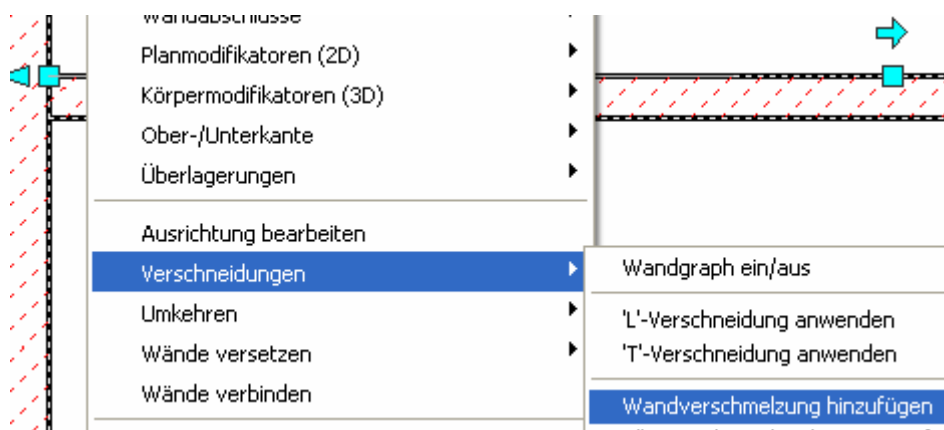 Planmodifikatoren (2D)
Körpermodifikatoren (3D)
Ober-/Unterkante
Überlagerungen
Ausrichtung bearbeiten
Verschneidungen
Umkehren
Wände versetzen
Wände verbinden
Wandgraph ein/aus
'L'-Verschneidung anwenden
'T'-Verschneidung anwenden
Wandverschmelzung hinzufügen